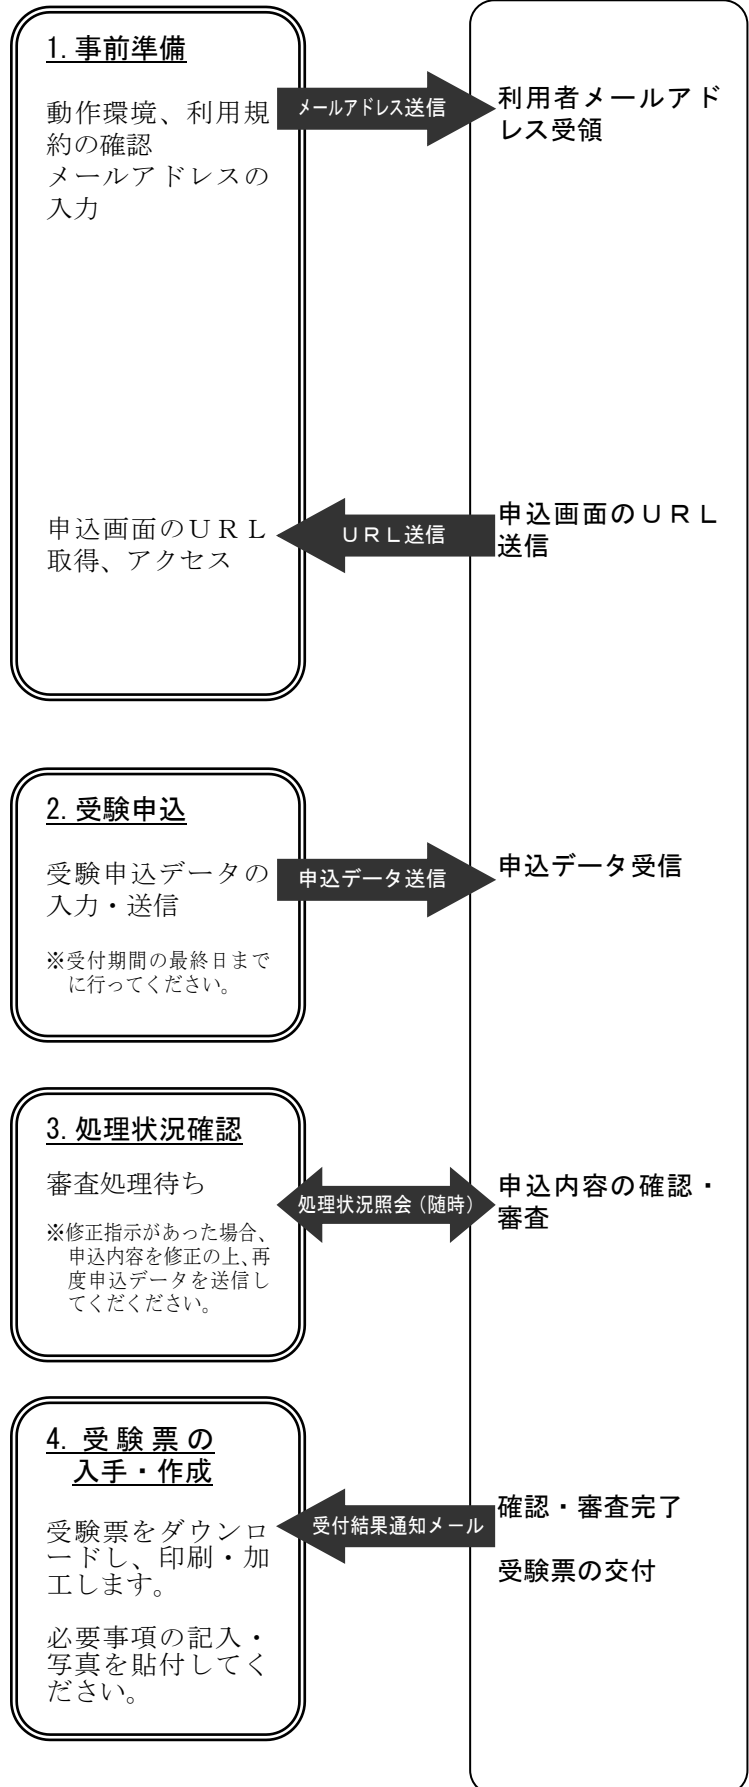 1. 事前準備
動作環境、利用規
約の確認
メールアドレスの
入力
メールアドレス送信
利用者メールアド
レス受領
申込画面のＵＲＬ
取得、アクセス
ＵＲＬ送信
申込画面のＵＲＬ
送信
2. 受験申込
受験申込データの
入力・送信
※受付期間の最終日まで
に行ってください。
申込データ送信
申込データ受信
3. 処理状況確認
審査処理待ち
※修正指示があった場合、
申込内容を修正の上、再
度申込データを送信し
てくだください。
処理状況照会（随時）
申込内容の確認・
審査
4. 受験票の
入手・作成
受験票をダウンロ
ードし、印刷・加
工します。
必要事項の記入・
写真を貼付してく
ださい。
受付結果通知メール
確認・審査完了
受験票の交付